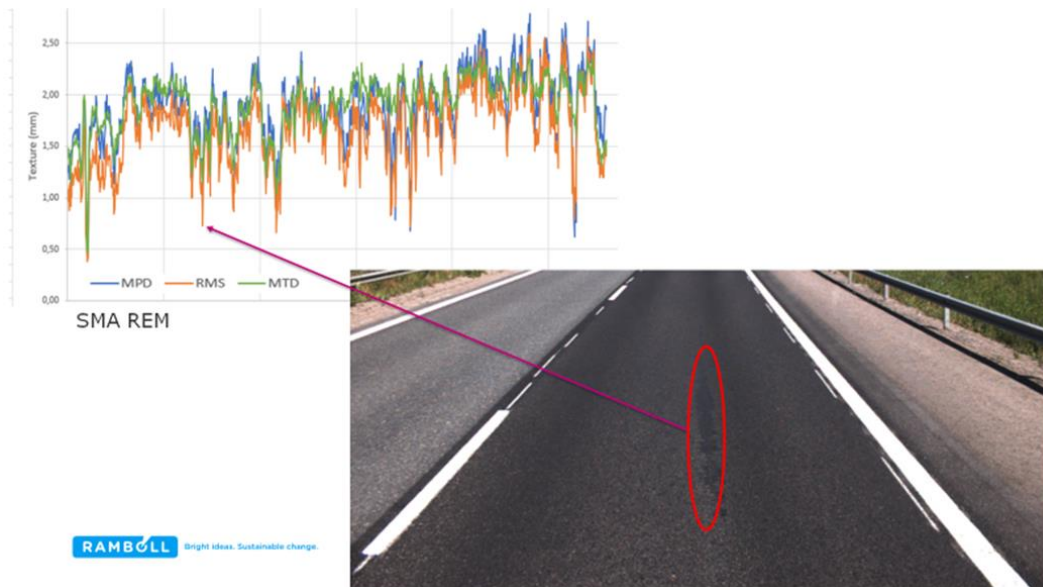 2,50
2,00
1,50
1,00
0,50
0,00
Texture (mm)
MPD RMS MTD
SMA REM
RAMBOLL Bright ideas. Sustainable change.